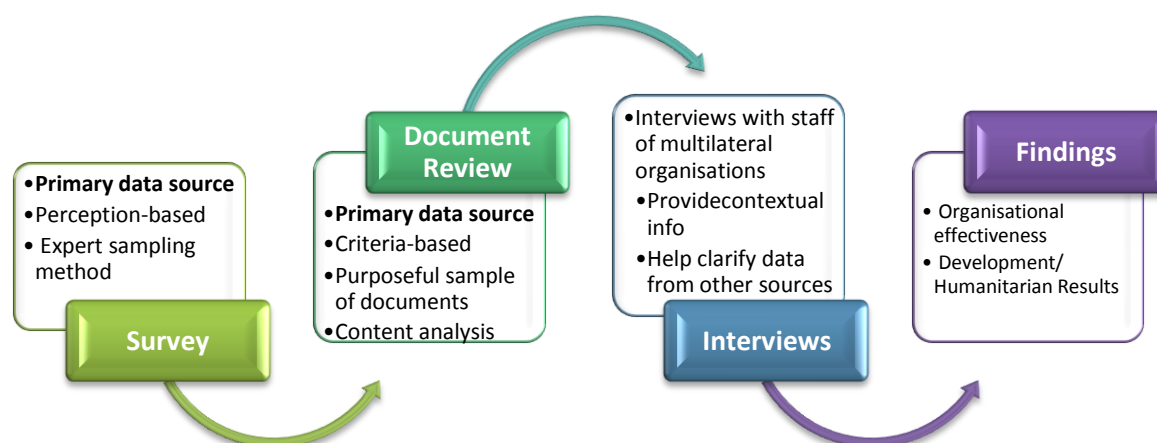 •Primary data source
•Perception-based
• Expert sampling
method
Survey
Document
Review
•Primary data source
•Criteria-based
•Purposeful sample
of documents
•Content analysis
•Interviews with staff
of multilateral
organisations
•Providecontextual
info
•Help clarify data
from other sources
Interviews
Findings
• Organisational
effectiveness
• Development/
Humanitarian Results